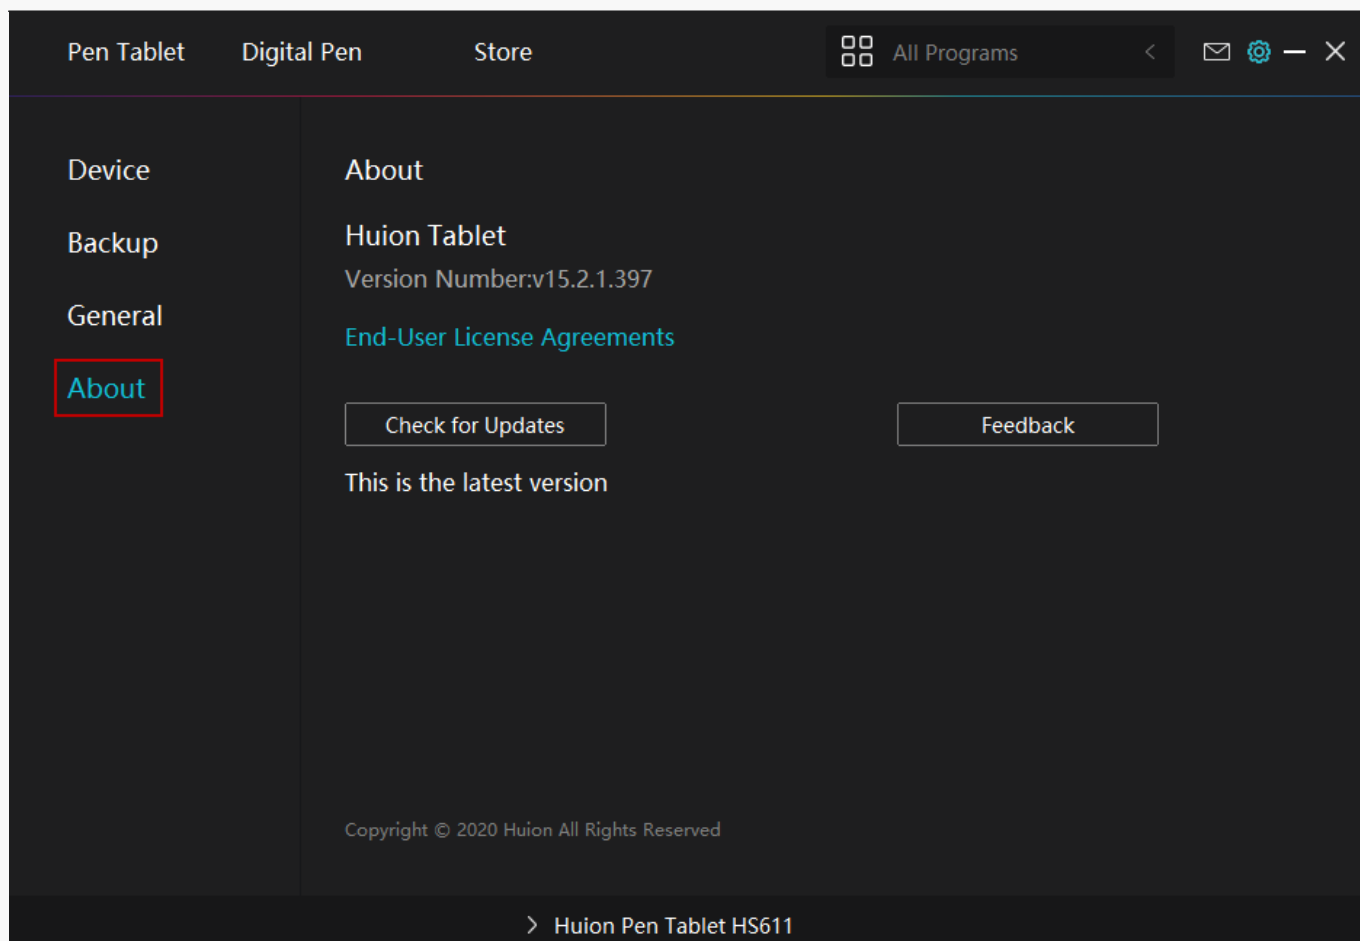 Pen Tablet Digital Pen Store All Programs
Device
Backup
General
About
About
Huion Tablet
Version Number:v15.2.1.397
End-User License Agreements
Check for Updates Feedback
This is the latest version
Copyright © 2020 Huion All Rights Reserved
Huion Pen Tablet HS611